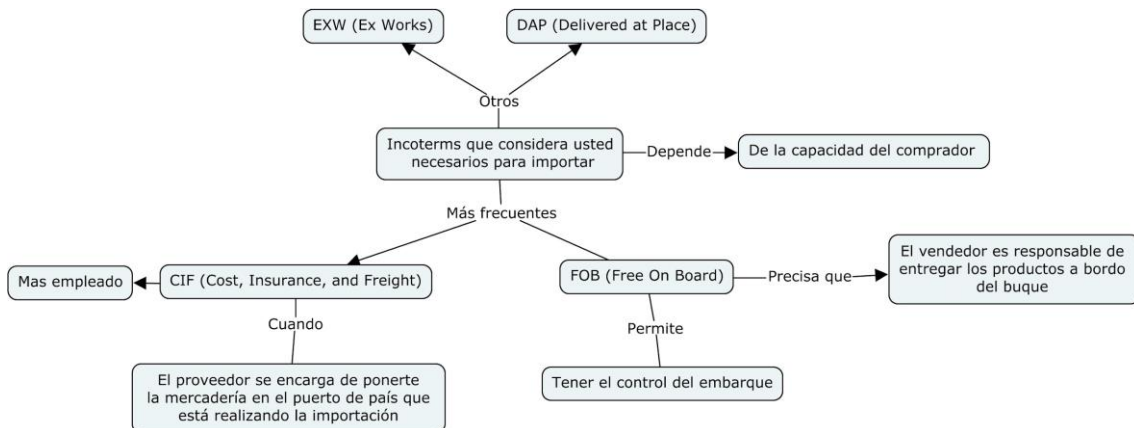 EXW (Ex Works)
DAP (Delivered at Place)
Otros
Incoterms que considera usted
necesarios para importar
Depende
De la capacidad del comprador
Más frecuentes
Mas empleado
CIF (Cost, Insurance, and Freight)
FOB (Free On Board)
Precisa que
El vendedor es responsable de
entregar los productos a bordo
del buque
Cuando
Permite
El proveedor se encarga de ponerte
la mercadería en el puerto de país que
está realizando la importación
Tener el control del embarque